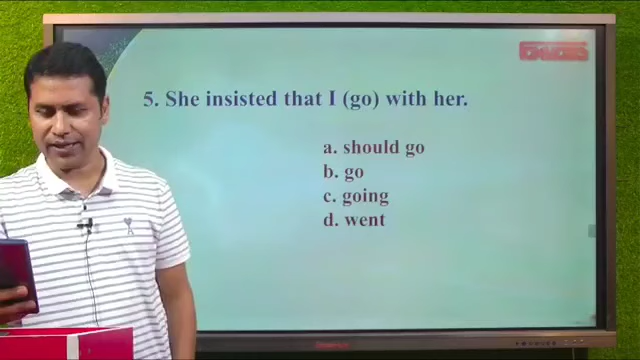 5. She insisted that I (go) with her.
a. should go
b. go
c. going
d. went